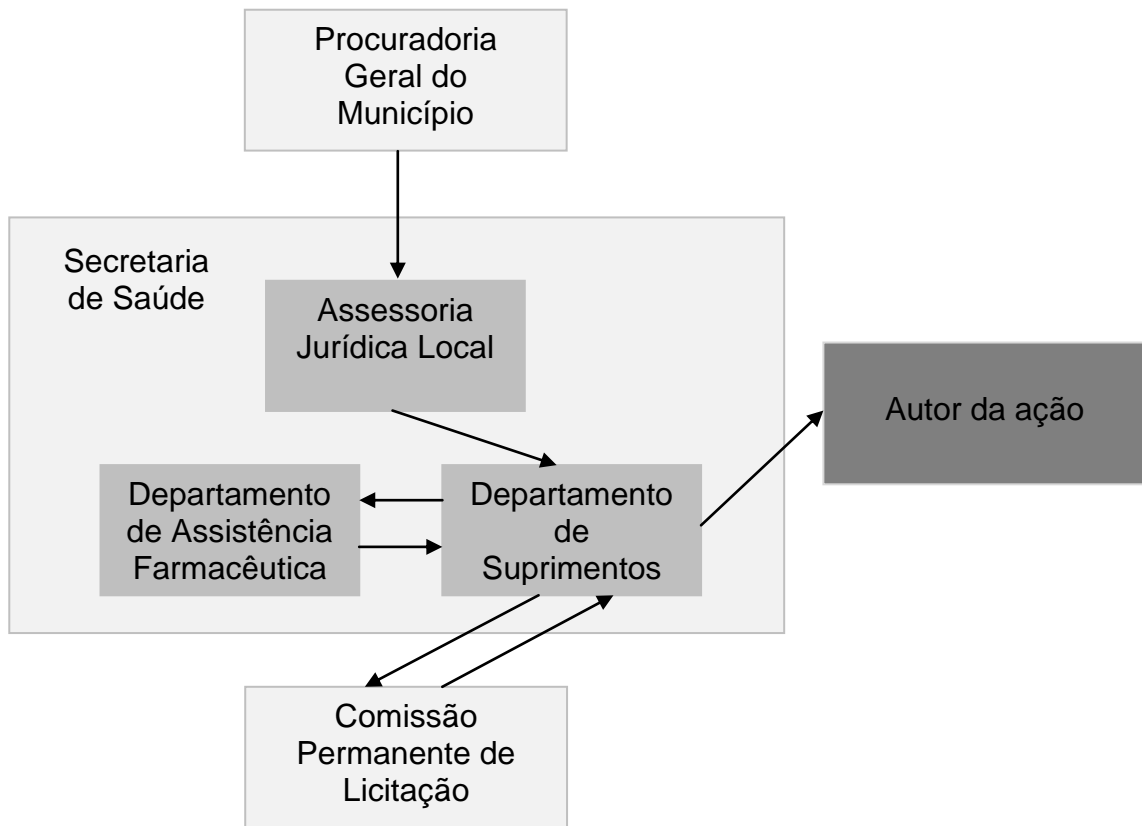 Procuradoria
Geral do
Município
Secretaria
de Saúde
Assessoria
Jurídica Local
Autor da ação
Departamento
de Assistência
Farmacêutica
Departamento
de
Suprimentos
Comissão
Permanente de
Licitação